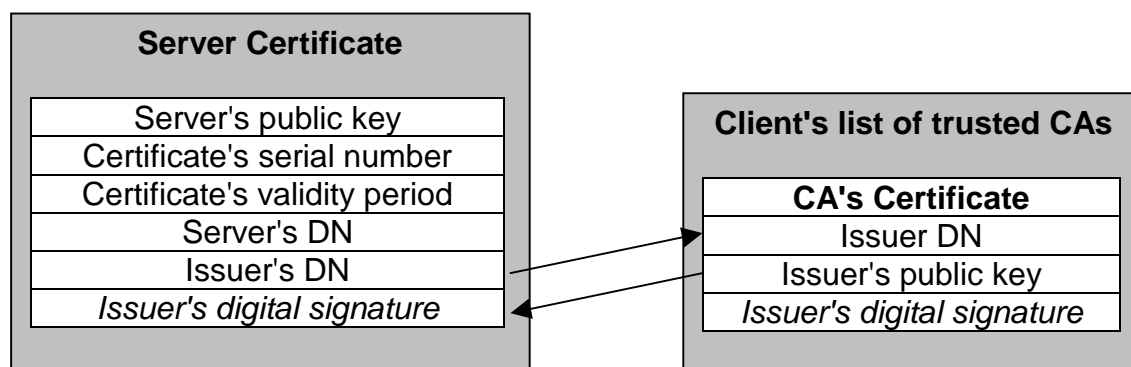 Server Certificate
Server's public key
Certificate's serial number
Certificate's validity period
Server's DN
Issuer's DN
Issuer's digital signature
Client's list of trusted CAs
CA's Certificate
Issuer DN
Issuer's public key
Issuer's digital signature